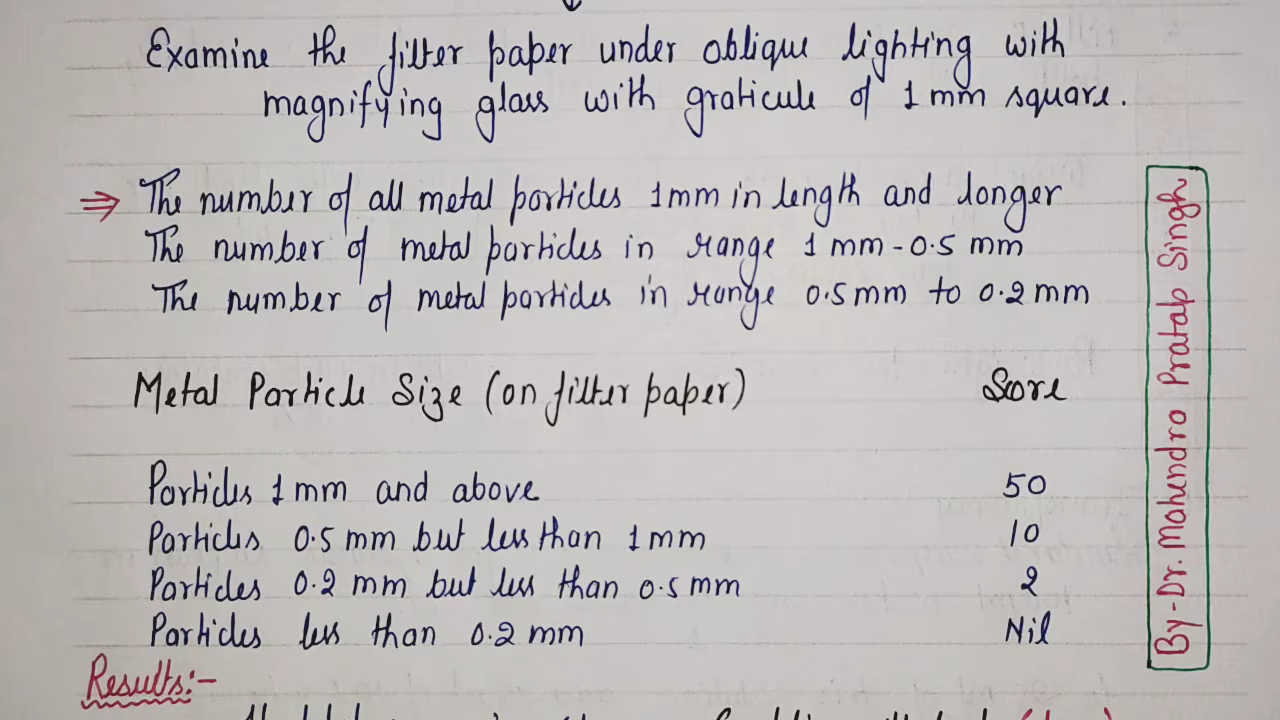 Examine the filter paper under oblique lighting with
magnifying glass with graticule of 1 mm square.
⇒ The number of all metal particles 1mm in length and longer
The number of metal particles in range 1 mm - 0.5 mm
The number of metal particles in range 0.5mm to 0.2 mm
Metal Particle Size (on filter paper) Score
Particles 1 mm and above 50
Particles 0.5 mm but less than 1 mm 10
Particles 0.2 mm but less than 0.5 mm 2
Particles less than 0.2 mm Nil
Results:-
By-Dr. Mahendra Pratap Singh